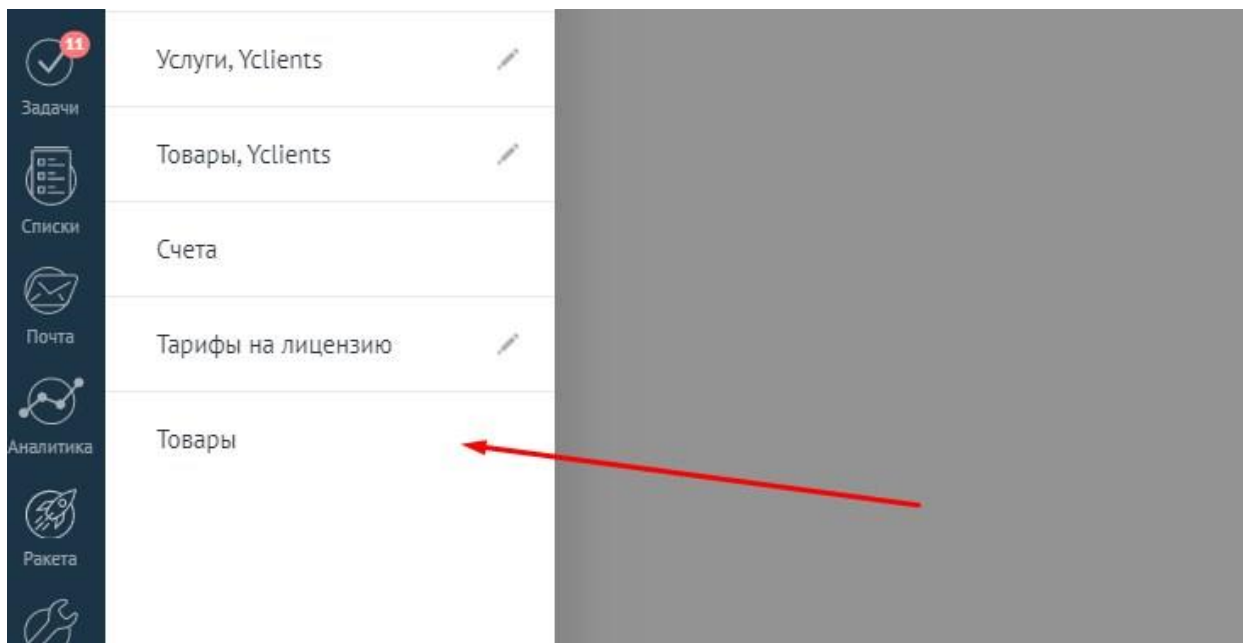 11
Задачи
Списки
Почта
Аналитика
Ракета
Услуги, Yclients
Товары, Yclients
Счета
Тарифы на лицензию
Товары